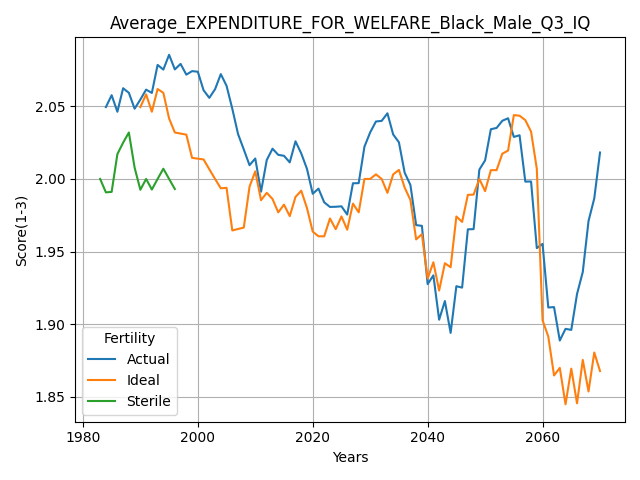 Average_EXPENDITURE_FOR_WELFARE_Black_Male_Q3_IQ
Score(1-3)
2.05
2.00
1.95
1.90
1.85
Fertility
Actual
Ideal
Sterile
1980
2000
2020
2040
2060
Years